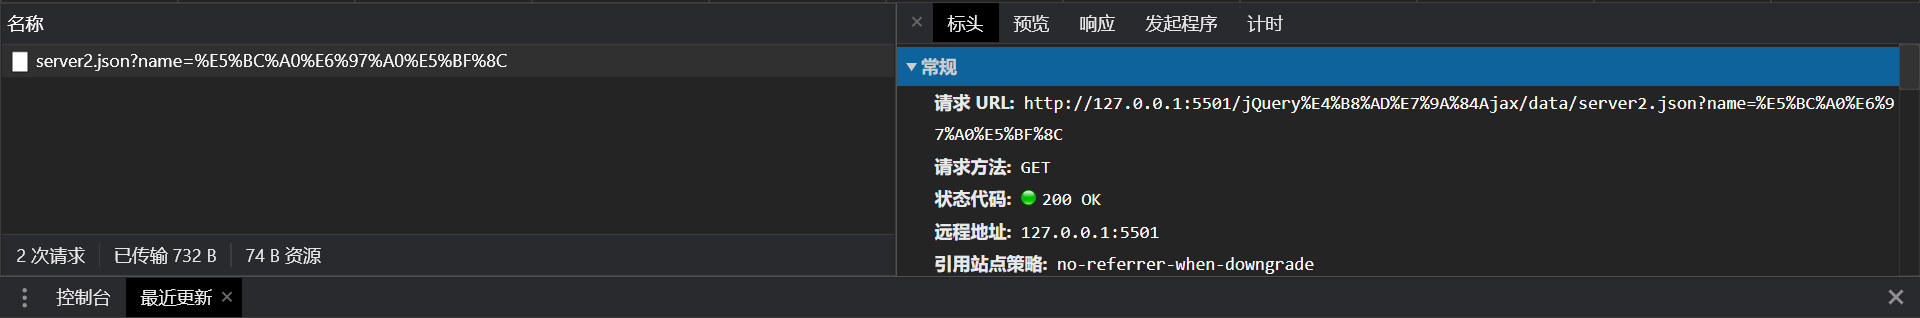 名称
server2.json?name=%E5%BC%A0%E6%97%A0%E5%BF%8C
2 次请求 已传输 732 B 74 B 资源
× 标头 预览 响应 发起程序 计时
常规
请求 URL: http://127.0.0.1:5501/jQuery%E4%B8%AD%E7%9A%84Ajax/data/server2.json?name=%E5%BC%A0%E6%9
7%A0%E5%BF%8C
请求方法: GET
状态代码: 200 OK
远程地址: 127.0.0.1:5501
引用站点策略: no-referrer-when-downgrade
控制台 最近更新 ×